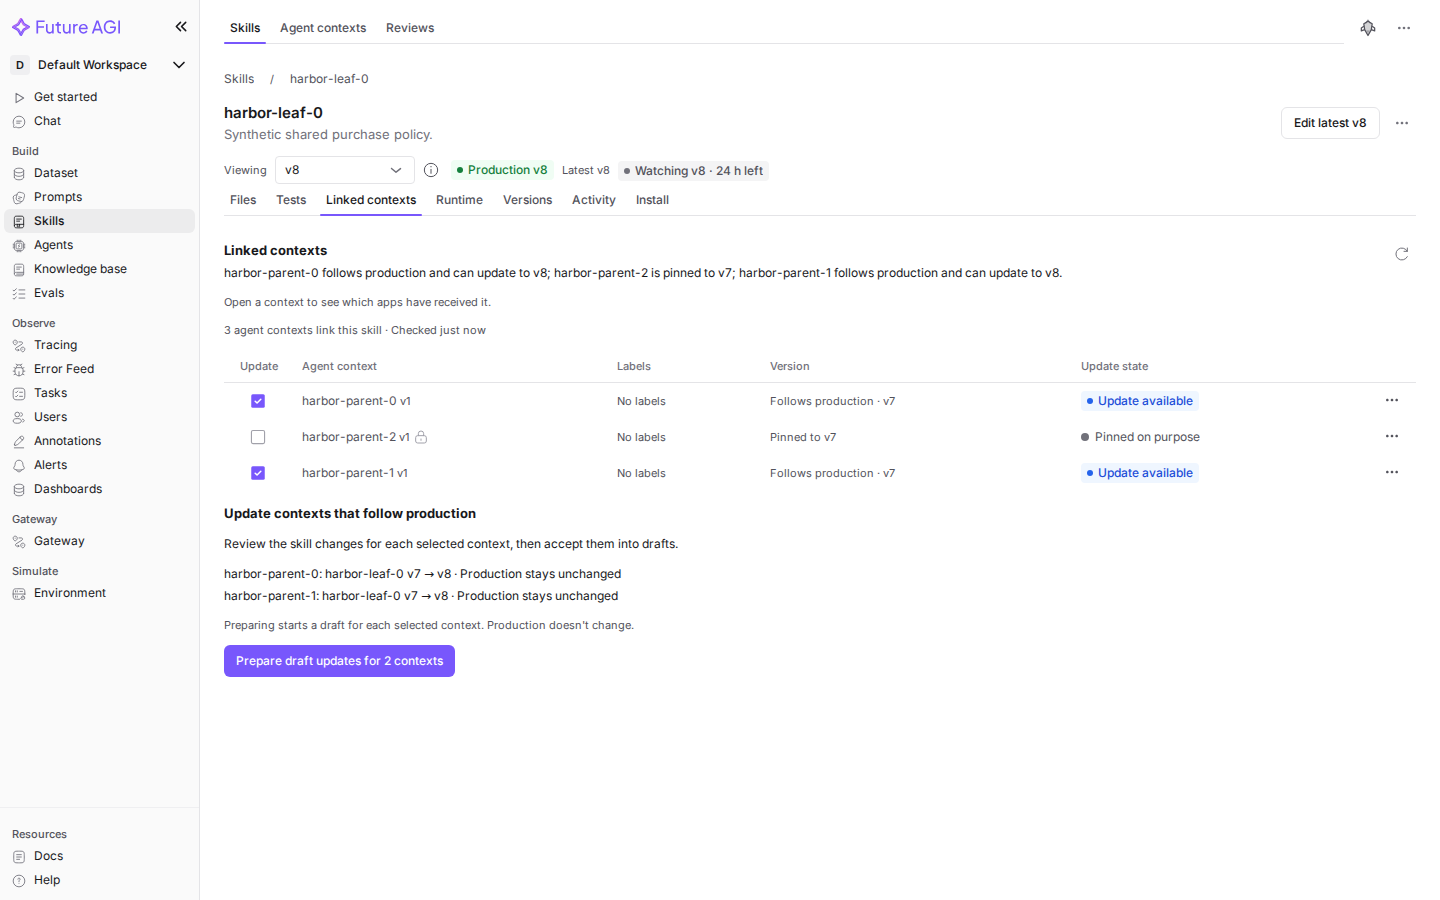 Future AGI
D Default Workspace
Get started
Chat
Build
Dataset
Prompts
Skills
Agents
Knowledge base
Evals
Observe
Tracing
Error Feed
Tasks
Users
Annotations
Alerts
Dashboards
Gateway
Gateway
Simulate
Environment
Resources
Docs
Help
Skills Agent contexts Reviews
Skills / harbor-leaf-0
harbor-leaf-0
Synthetic shared purchase policy.
Edit latest v8
Viewing v8 Production v8 Latest v8 Watching v8 · 24 h left
Files Tests Linked contexts Runtime Versions Activity Install
Linked contexts
harbor-parent-0 follows production and can update to v8; harbor-parent-2 is pinned to v7; harbor-parent-1 follows production and can update to v8.
Open a context to see which apps have received it.
3 agent contexts link this skill · Checked just now
Update Agent context Labels Version Update state
harbor-parent-0 v1 No labels Follows production · v7 Update available
harbor-parent-2 v1 No labels Pinned to v7 Pinned on purpose
harbor-parent-1 v1 No labels Follows production · v7 Update available
Update contexts that follow production
Review the skill changes for each selected context, then accept them into drafts.
harbor-parent-0: harbor-leaf-0 v7 → v8 · Production stays unchanged
harbor-parent-1: harbor-leaf-0 v7 → v8 · Production stays unchanged
Preparing starts a draft for each selected context. Production doesn't change.
Prepare draft updates for 2 contexts